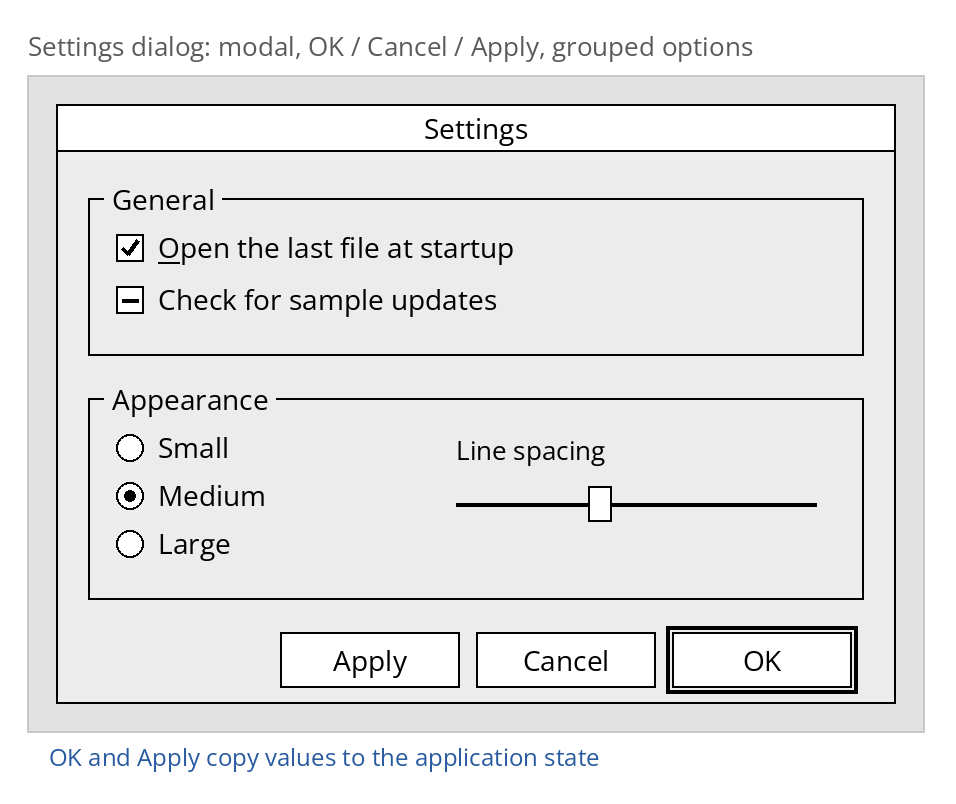 Settings dialog: modal, OK / Cancel / Apply, grouped options
Settings
General
Open the last file at startup
Check for sample updates
Appearance
Small
Line spacing
Medium
Large
Apply
Cancel
OK
OK and Apply copy values to the application state